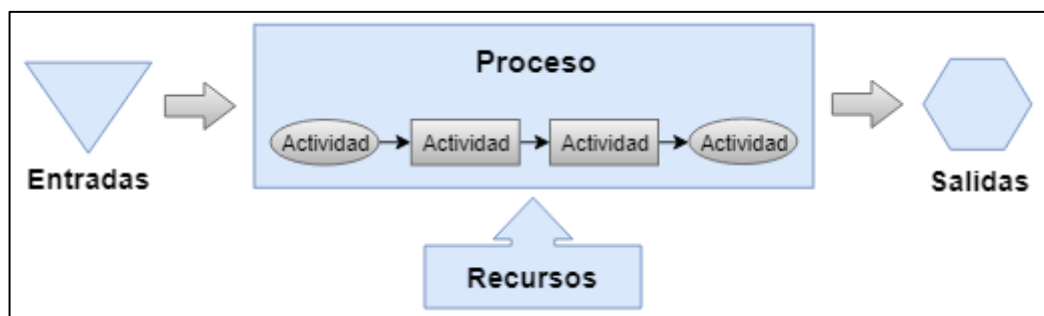 Proceso
Actividad Actividad Actividad Actividad
Entradas
Salidas
Recursos